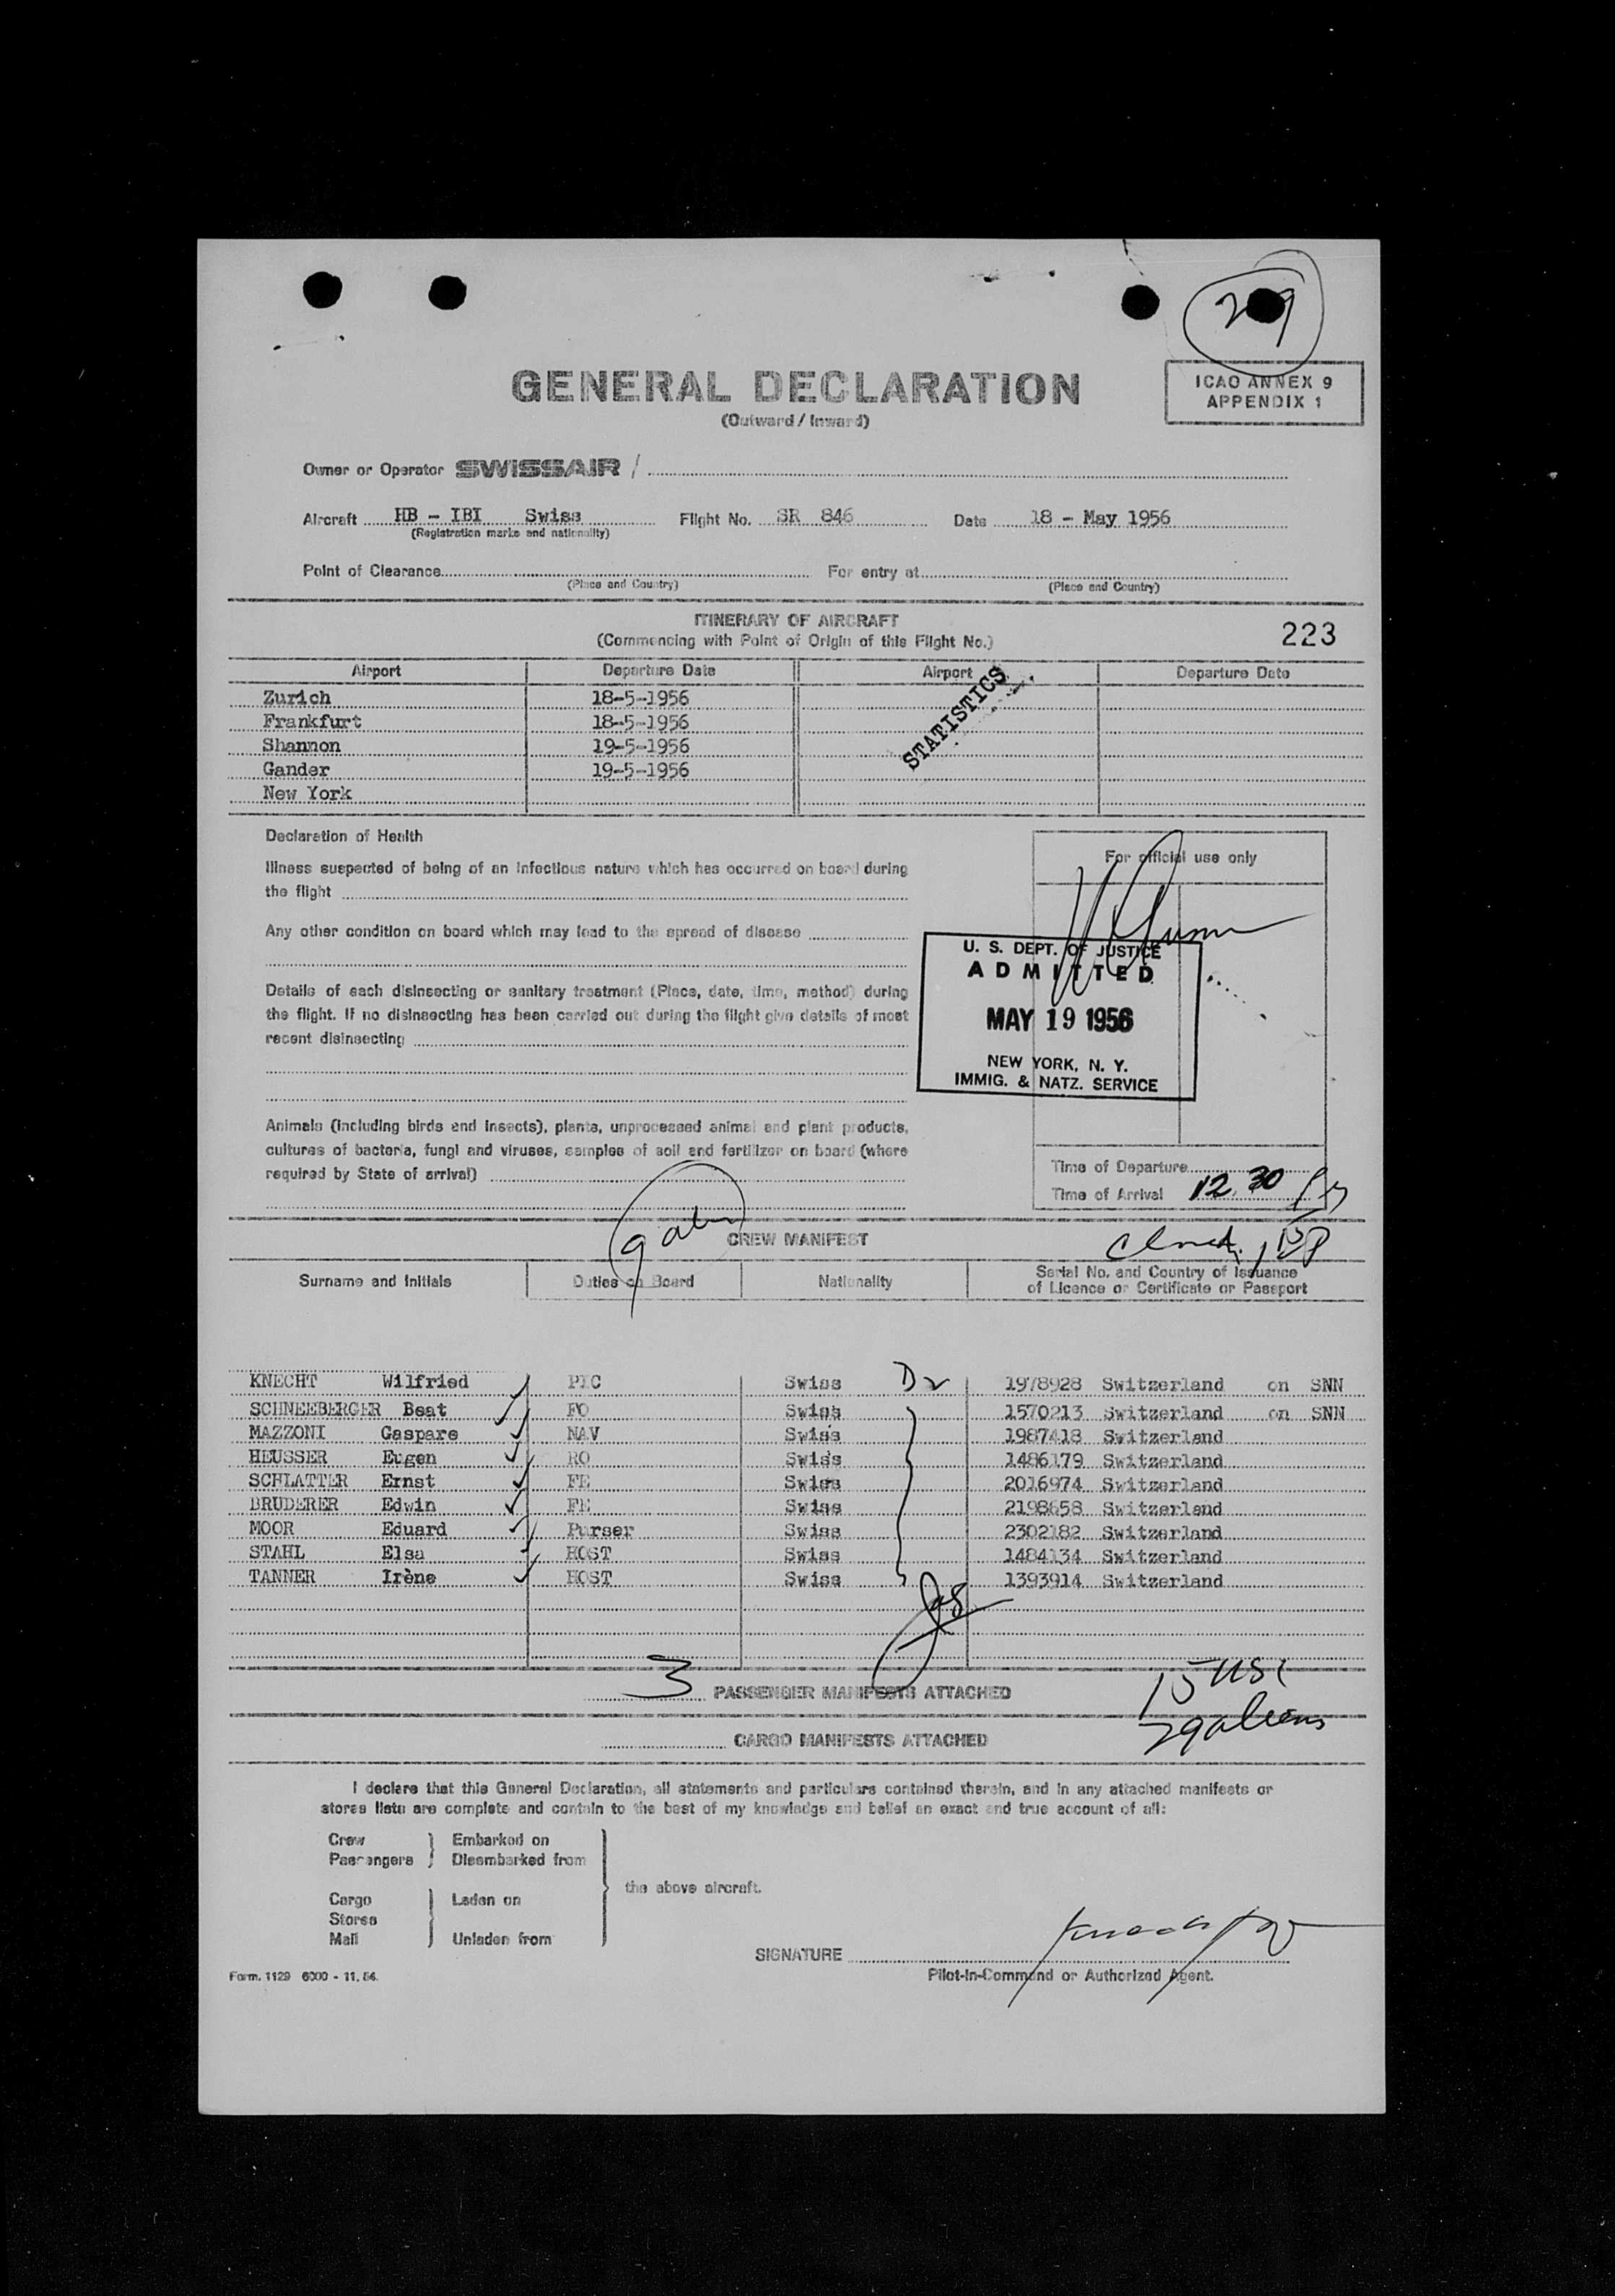 29
GENERAL DECLARATION
(Outward / Inward)
ICAO ANNEX 9
APPENDIX 1
Owner or Operator SWISSAIR /
Aircraft HB - IBI Swiss Flight No. SR 846 Date 18 - May 1956
(Registration marks and nationality)
Point of Clearance For entry at
(Place and Country) (Place and Country)
ITINERARY OF AIRCRAFT
(Commencing with Point of Origin of this Flight No.)
223
Airport Departure Date Airport Departure Date
Zurich 18-5-1956
Frankfurt 18-5-1956
Shannon 19-5-1956
Gander 19-5-1956
New York
STATISTICS
Declaration of Health
Illness suspected of being of an infectious nature which has occurred on board during
the flight
Any other condition on board which may lead to the spread of disease
Details of each disinsecting or sanitary treatment (Place, date, time, method) during
the flight. If no disinsecting has been carried out during the flight give details of most
recent disinsecting
Animals (including birds and insects), plants, unprocessed animal and plant products,
cultures of bacteria, fungi and viruses, samples of soil and fertilizer on board (where
required by State of arrival)
For official use only
U. S. DEPT. OF JUSTICE
ADMITTED
MAY 19 1956
NEW YORK, N. Y.
IMMIG. & NATZ. SERVICE
Time of Departure
Time of Arrival 12.30
CREW MANIFEST
Surname and Initials Duties on Board Nationality Serial No. and Country of Issuance
of Licence or Certificate or Passport
KNECHT Wilfried PIC Swiss D2 1978928 Switzerland on SNN
SCHNEEBERGER Beat FO Swiss 1570213 Switzerland on SNN
MAZZONI Gaspare NAV Swiss 1987418 Switzerland
HEUSSER Eugen RO Swiss 1486179 Switzerland
SCHLATTER Ernst FE Swiss 2016974 Switzerland
BRUDERER Edwin FE Swiss 2198658 Switzerland
MOOR Eduard Purser Swiss 2302182 Switzerland
STAHL Elsa HOST Swiss 1484134 Switzerland
TANNER Irène HOST Swiss 1393914 Switzerland
3 PASSENGER MANIFESTS ATTACHED
15 USC
29 aliens
CARGO MANIFESTS ATTACHED
I declare that this General Declaration, all statements and particulars contained therein, and in any attached manifests or
stores lists are complete and contain to the best of my knowledge and belief an exact and true account of all:
Crew Embarked on
Passengers Disembarked from
the above aircraft.
Cargo Laden on
Stores
Mail Unladen from
SIGNATURE
Pilot-in-Command or Authorized Agent.
Form. 1129 6000 - 11.54.